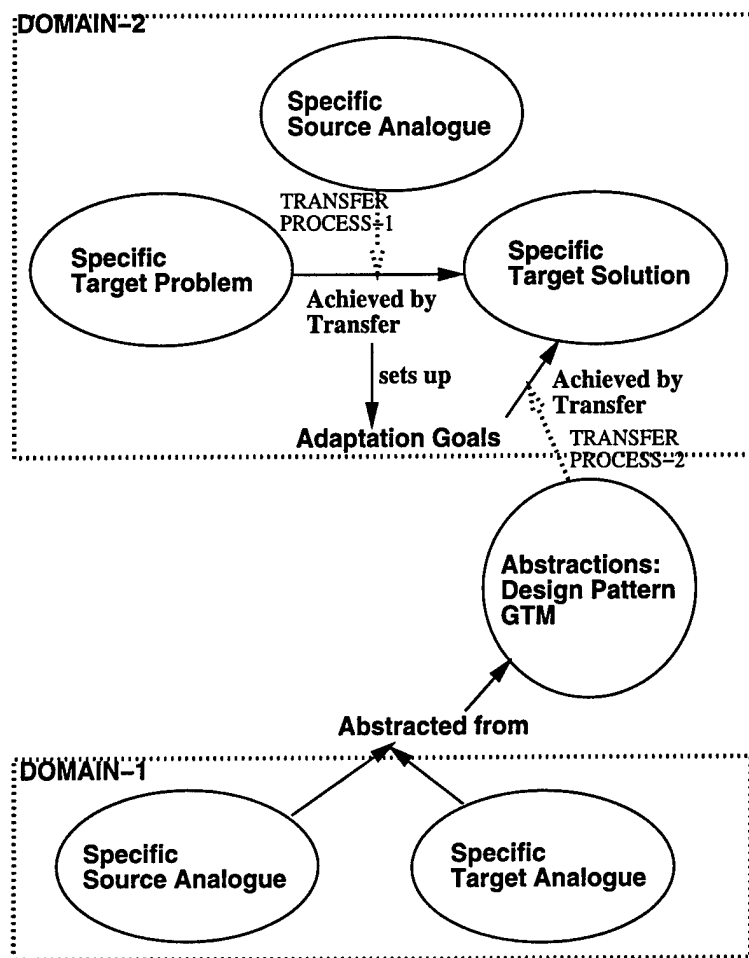 DOMAIN–2
Specific
Source Analogue
TRANSFER
PROCESS–1
Specific
Target Problem
Specific
Target Solution
Achieved by
Transfer
sets up
Achieved by
Transfer
Adaptation Goals
TRANSFER
PROCESS–2
Abstractions:
Design Pattern
GTM
Abstracted from
DOMAIN–1
Specific
Source Analogue
Specific
Target Analogue